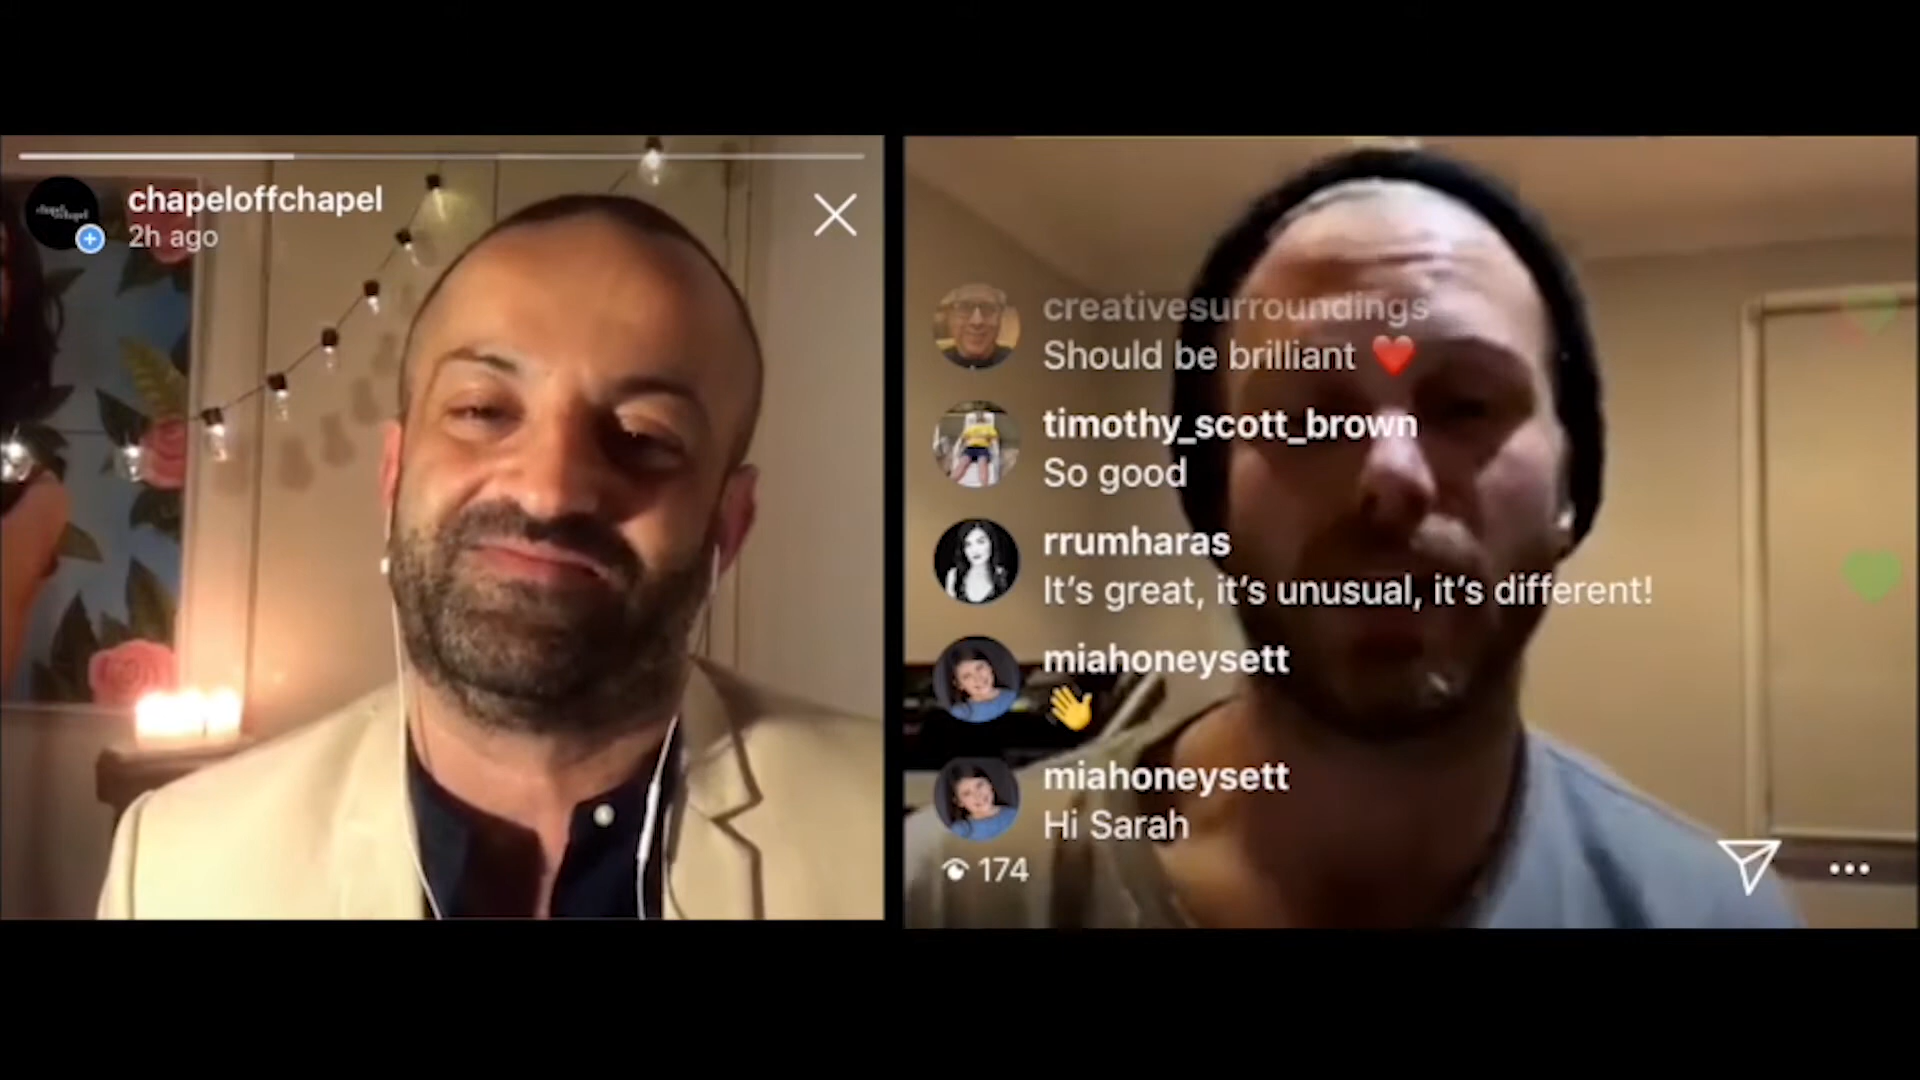 chapeloffchapel
2h ago
creativesurroundings
Should be brilliant ❤️
timothy_scott_brown
So good
rrumharas
It’s great, it’s unusual, it’s different!
miahoneysett
👋
miahoneysett
Hi Sarah
174